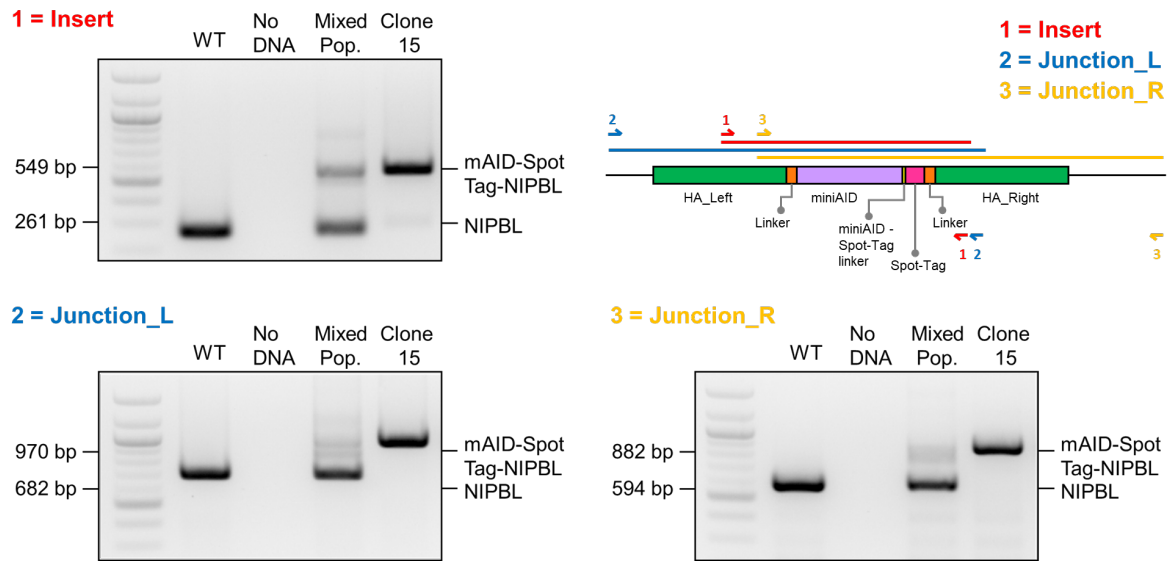 1 = Insert
WT
No
DNA
Mixed
Pop.
Clone
15
549 bp
261 bp
mAID-Spot
Tag-NIPBL
NIPBL
1 = Insert
2 = Junction_L
3 = Junction_R
2
1
3
HA_Left
miniAID
HA_Right
Linker
miniAID -
Spot-Tag
linker
Spot-Tag
Linker
1
2
3
2 = Junction_L
WT
No
DNA
Mixed
Pop.
Clone
15
970 bp
682 bp
mAID-Spot
Tag-NIPBL
NIPBL
3 = Junction_R
WT
No
DNA
Mixed
Pop.
Clone
15
882 bp
594 bp
mAID-Spot
Tag-NIPBL
NIPBL